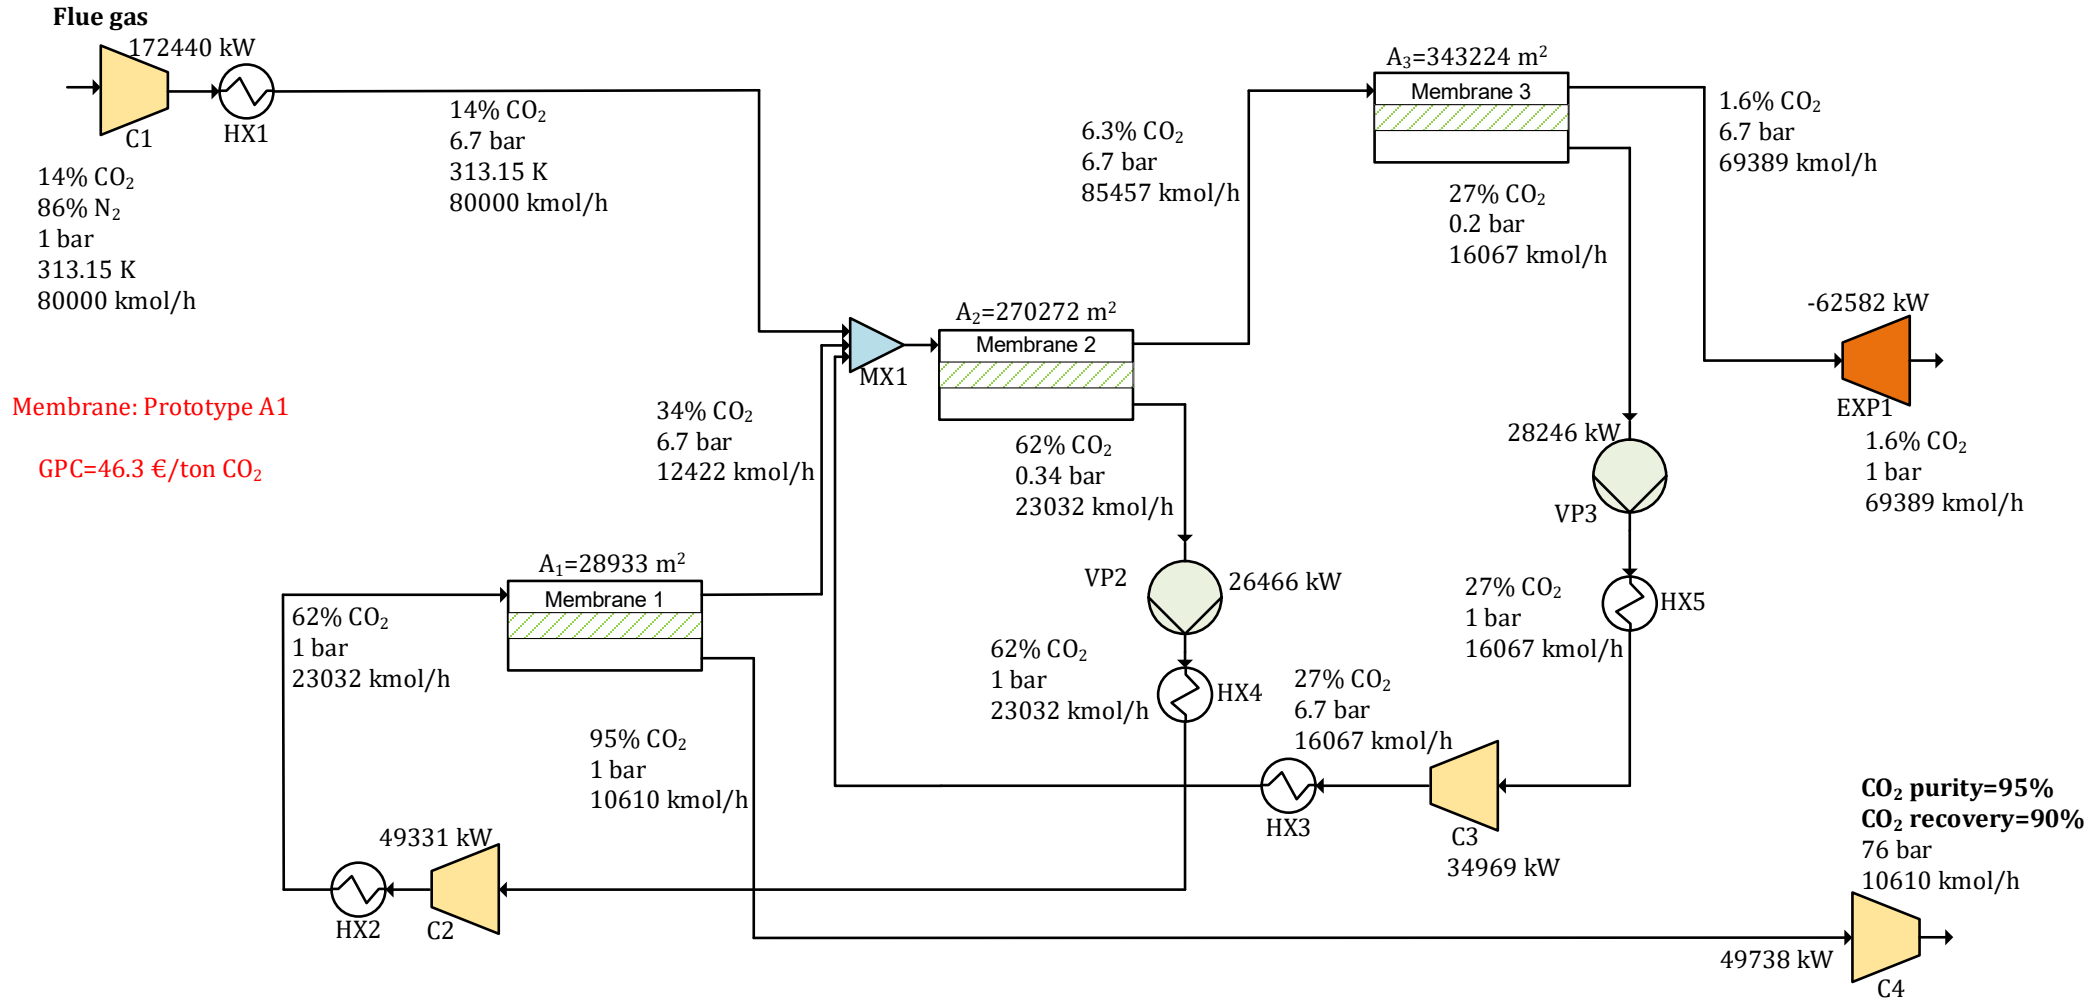 Flue gas
172440 kW
C1
HX1
14% CO₂
86% N₂
1 bar
313.15 K
80000 kmol/h
14% CO₂
6.7 bar
313.15 K
80000 kmol/h
Membrane: Prototype A1
GPC=46.3 €/ton CO₂
MX1
34% CO₂
6.7 bar
12422 kmol/h
A₂=270272 m²
Membrane 2
62% CO₂
0.34 bar
23032 kmol/h
6.3% CO₂
6.7 bar
85457 kmol/h
A₃=343224 m²
Membrane 3
27% CO₂
0.2 bar
16067 kmol/h
1.6% CO₂
6.7 bar
69389 kmol/h
-62582 kW
EXP1
1.6% CO₂
1 bar
69389 kmol/h
28246 kW
VP3
27% CO₂
1 bar
16067 kmol/h
HX5
VP2
26466 kW
62% CO₂
1 bar
23032 kmol/h
HX4
27% CO₂
6.7 bar
16067 kmol/h
HX3
C3
34969 kW
A₁=28933 m²
Membrane 1
62% CO₂
1 bar
23032 kmol/h
95% CO₂
1 bar
10610 kmol/h
49331 kW
HX2
C2
CO₂ purity=95%
CO₂ recovery=90%
76 bar
10610 kmol/h
49738 kW
C4